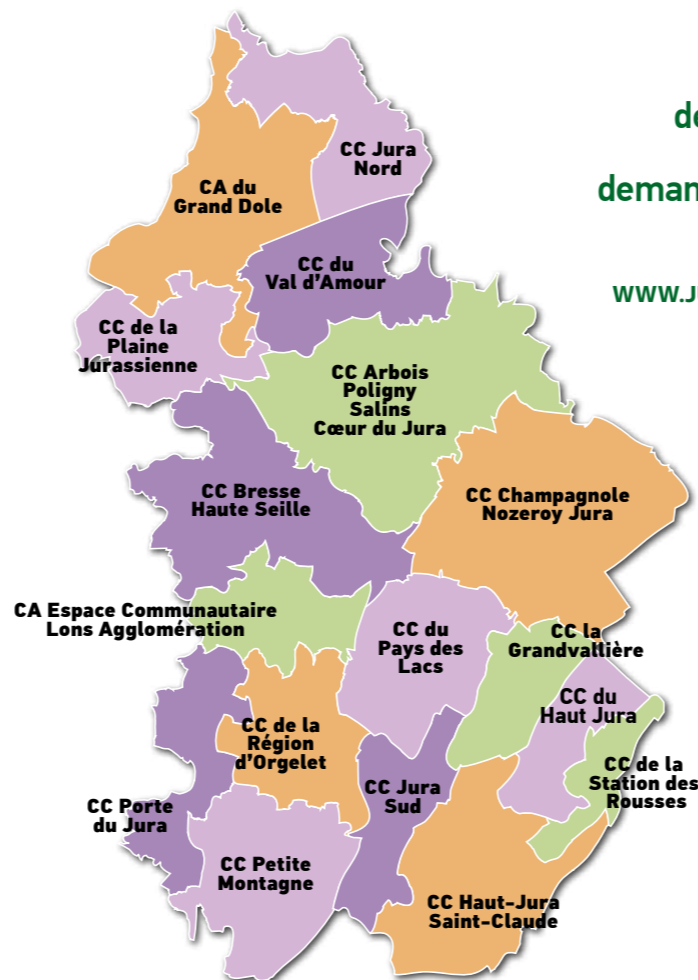 CC Jura
Nord
CA du
Grand Dole
CC du
Val d'Amour
CC de la
Plaine
Jurassienne
CC Arbois
Poligny
Salins
Cœur du Jura
CC Bresse
Haute Seille
CC Champagnole
Nozeroy Jura
CA Espace Communautaire
Lons Agglomération
CC du
Pays des
Lacs
CC la
Grandvallière
CC du
Haut Jura
CC de la
Région
d'Orgelet
CC de la
Station des
Rousses
CC Jura
Sud
CC Porte
du Jura
CC Petite
Montagne
CC Haut-Jura
Saint-Claude